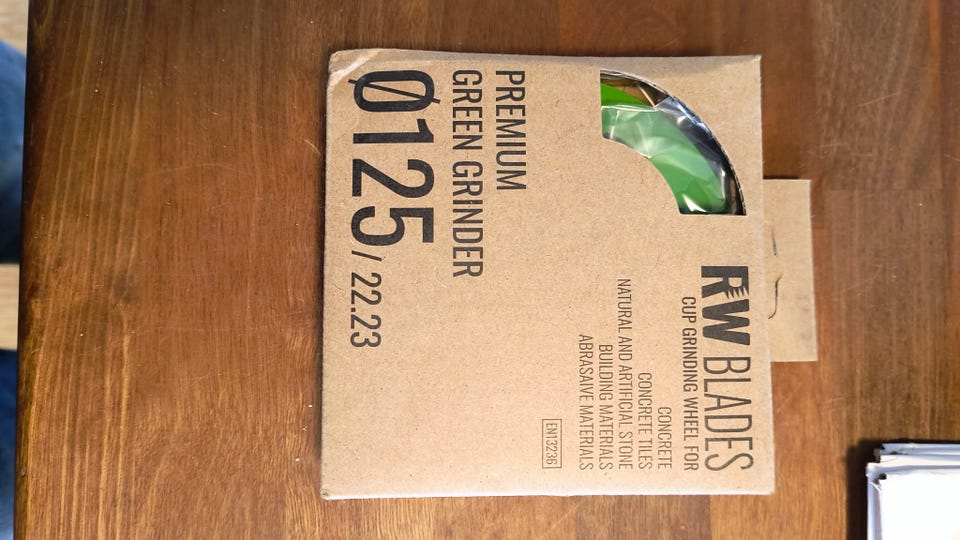 RW BLADES
CUP GRINDING WHEEL FOR
CONCRETE
CONCRETE TILES
NATURAL AND ARTIFICIAL STONE
BUILDING MATERIALS
ABRASAIVE MATERIALS
EN13236
PREMIUM
GREEN GRINDER
Ø125 / 22.23